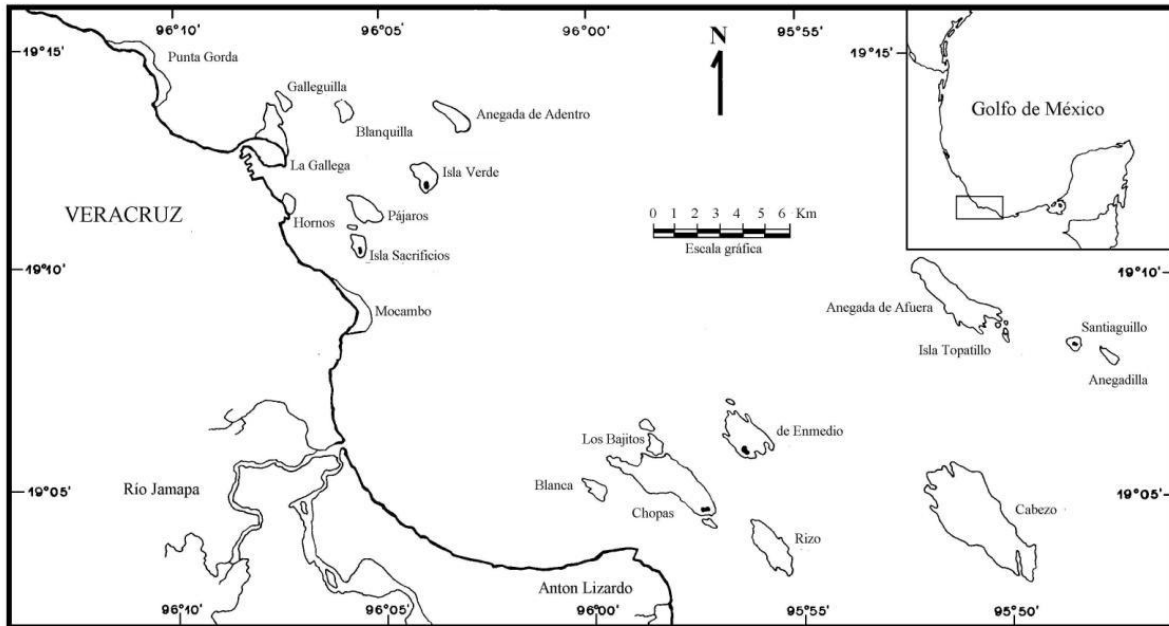 96°10'
96°05'
96°00'
95°55'
19°15'
19°15'
N
Punta Gorda
Galleguilla
Blanquilla
Anegada de Adentro
Golfo de México
La Gallega
Isla Verde
VERACRUZ
Hornos
Pájaros
0 1 2 3 4 5 6 Km
Escala gráfica
Isla Sacrificios
19°10'
19°10'
Mocambo
Anegada de Afuera
Isla Topatillo
Santiaguillo
Anegadilla
Los Bajitos
de Enmedio
Río Jamapa
19°05'
19°05'
Blanca
Chopas
Cabezo
Rizo
Anton Lizardo
96°10'
96°05'
96°00'
95°55'
95°50'